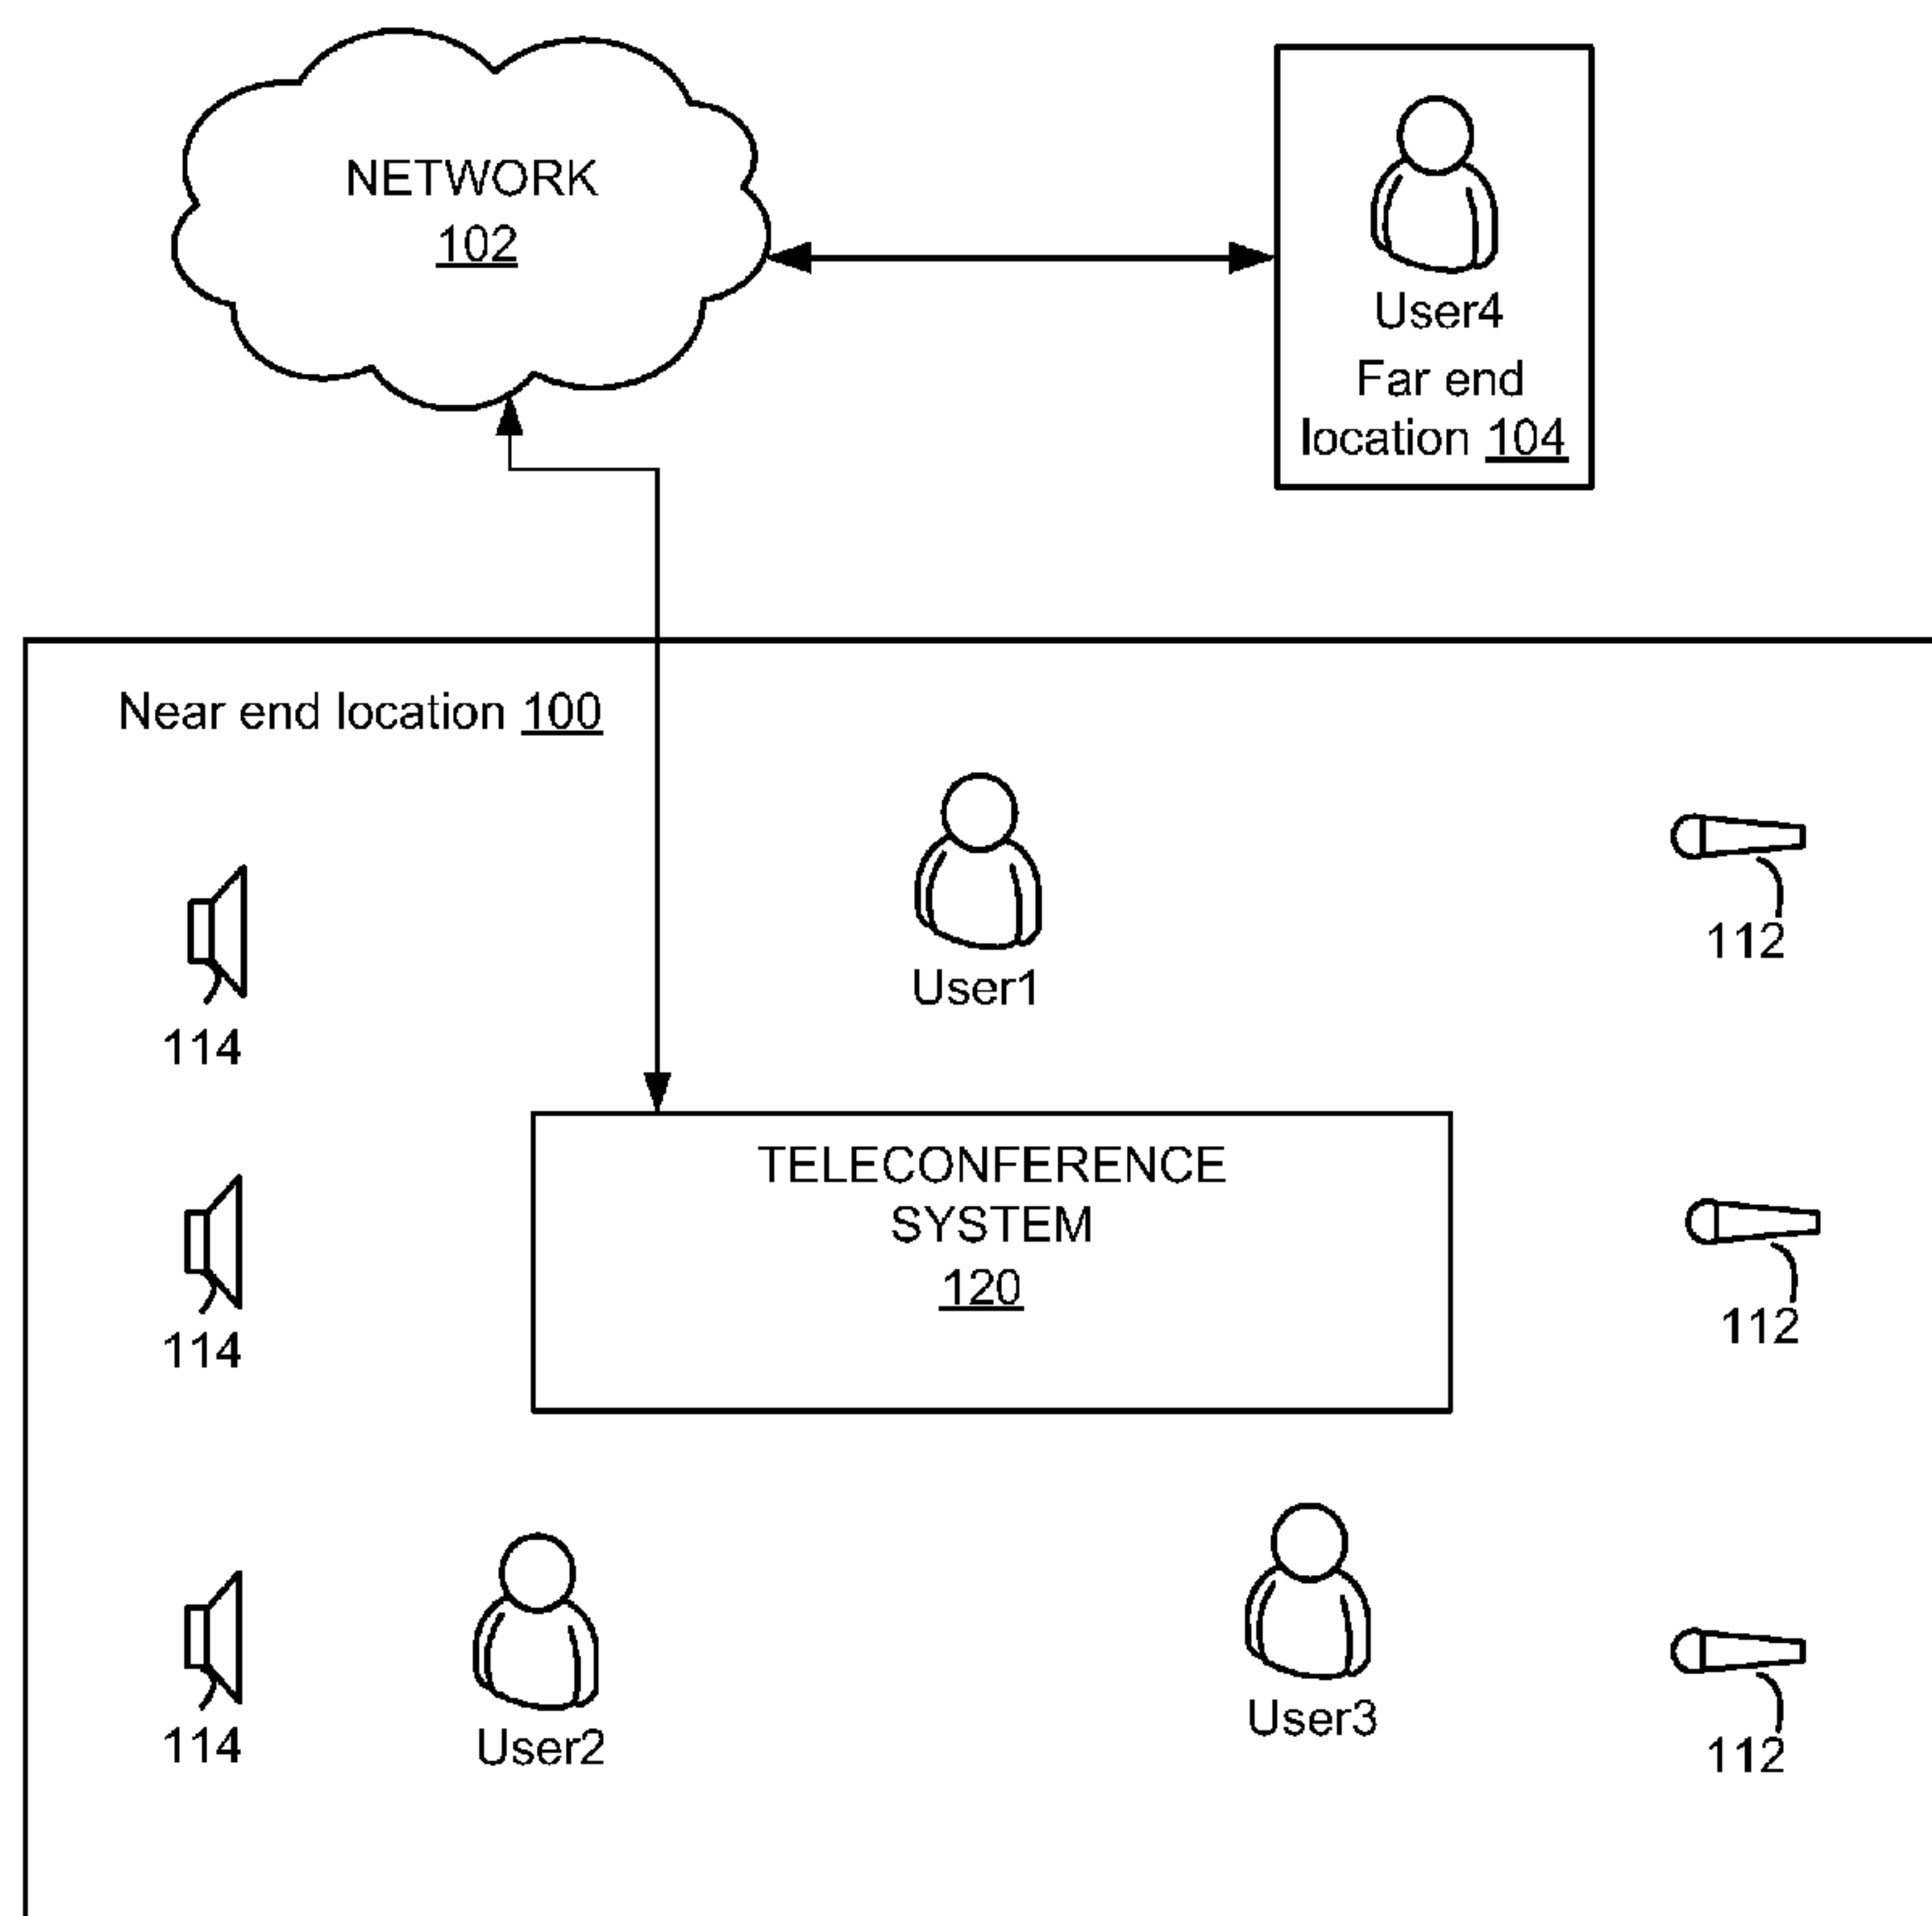 NETWORK
102
User4
Far end
location 104
Near end location 100
User1
112
114
TELECONFERENCE
SYSTEM
120
112
114
User2
User3
114
112